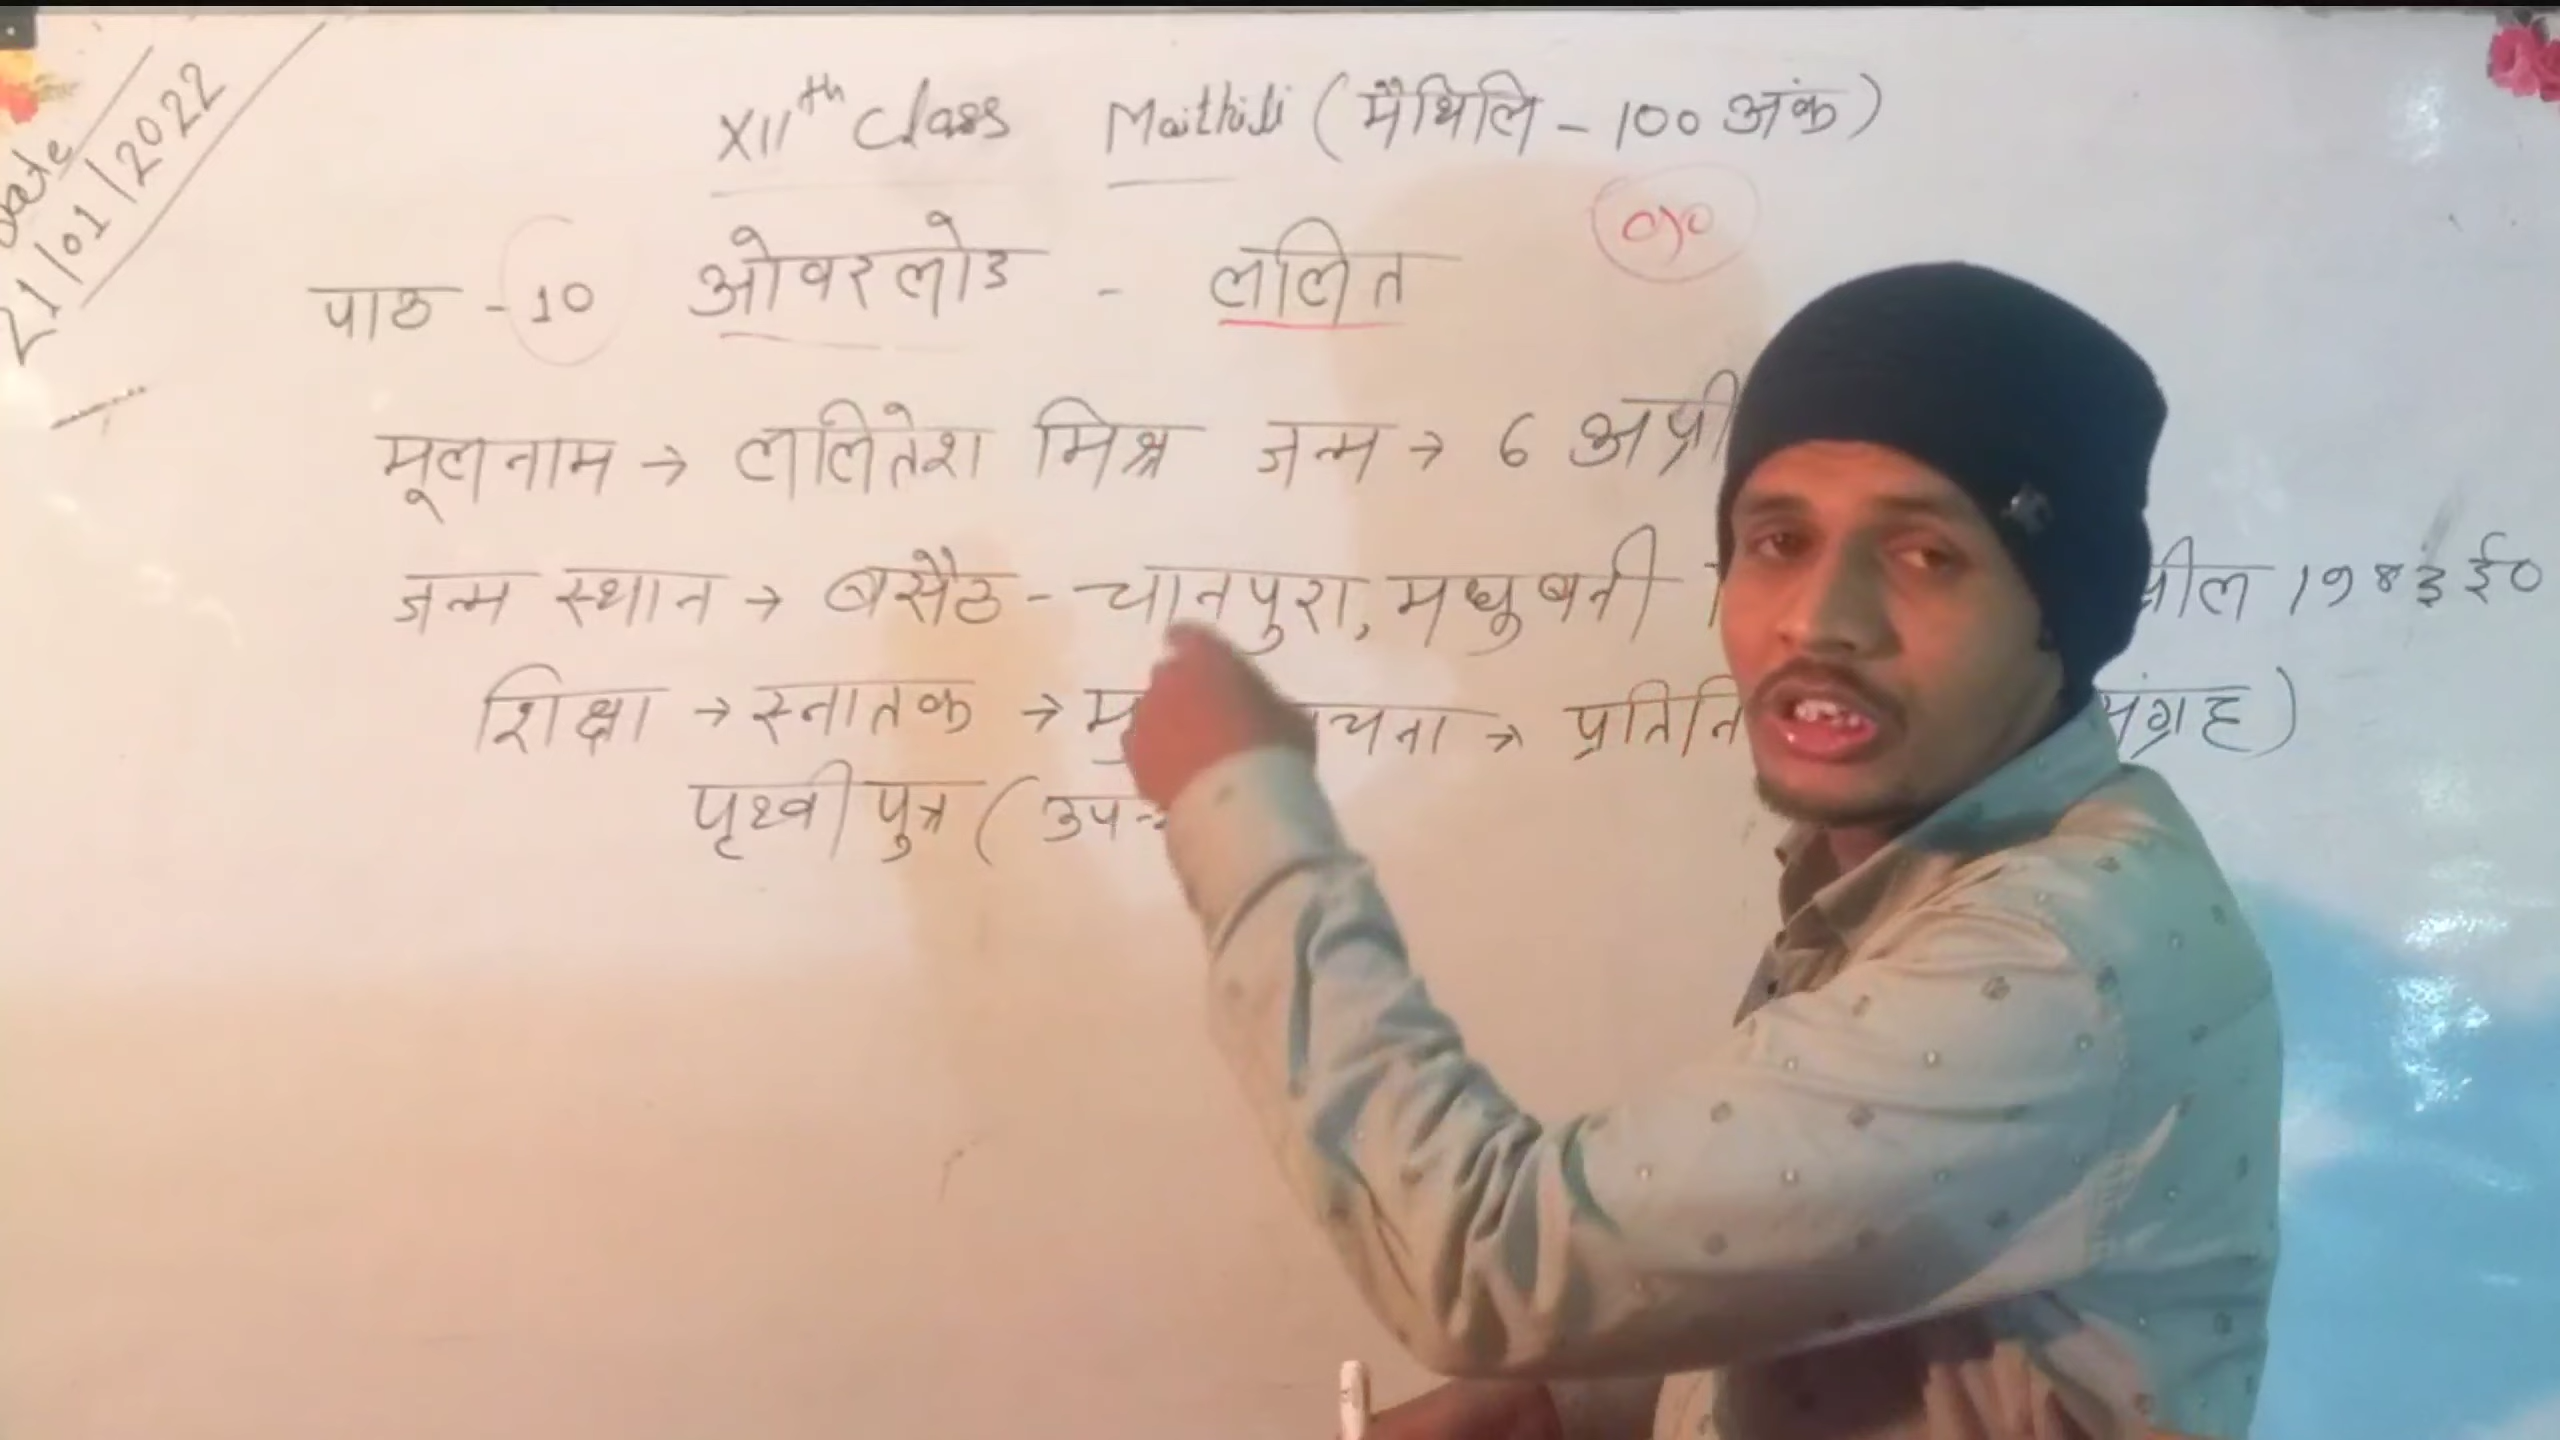 Date
21/01/2022
XIIth Class Maithili (मैथिलि - 100 अंक)
पाठ - 10 ओवरलोड - ललित
मूलनाम → ललितेश मिश्र जन्म → 6 अप्री
जन्म स्थान → बसैठ - चानपुरा, मधुबनी प्रील 1983 ई०
शिक्षा → स्नातक → मु चना → प्रतिनि संग्रह)
पृथ्वी पुत्र ( उप